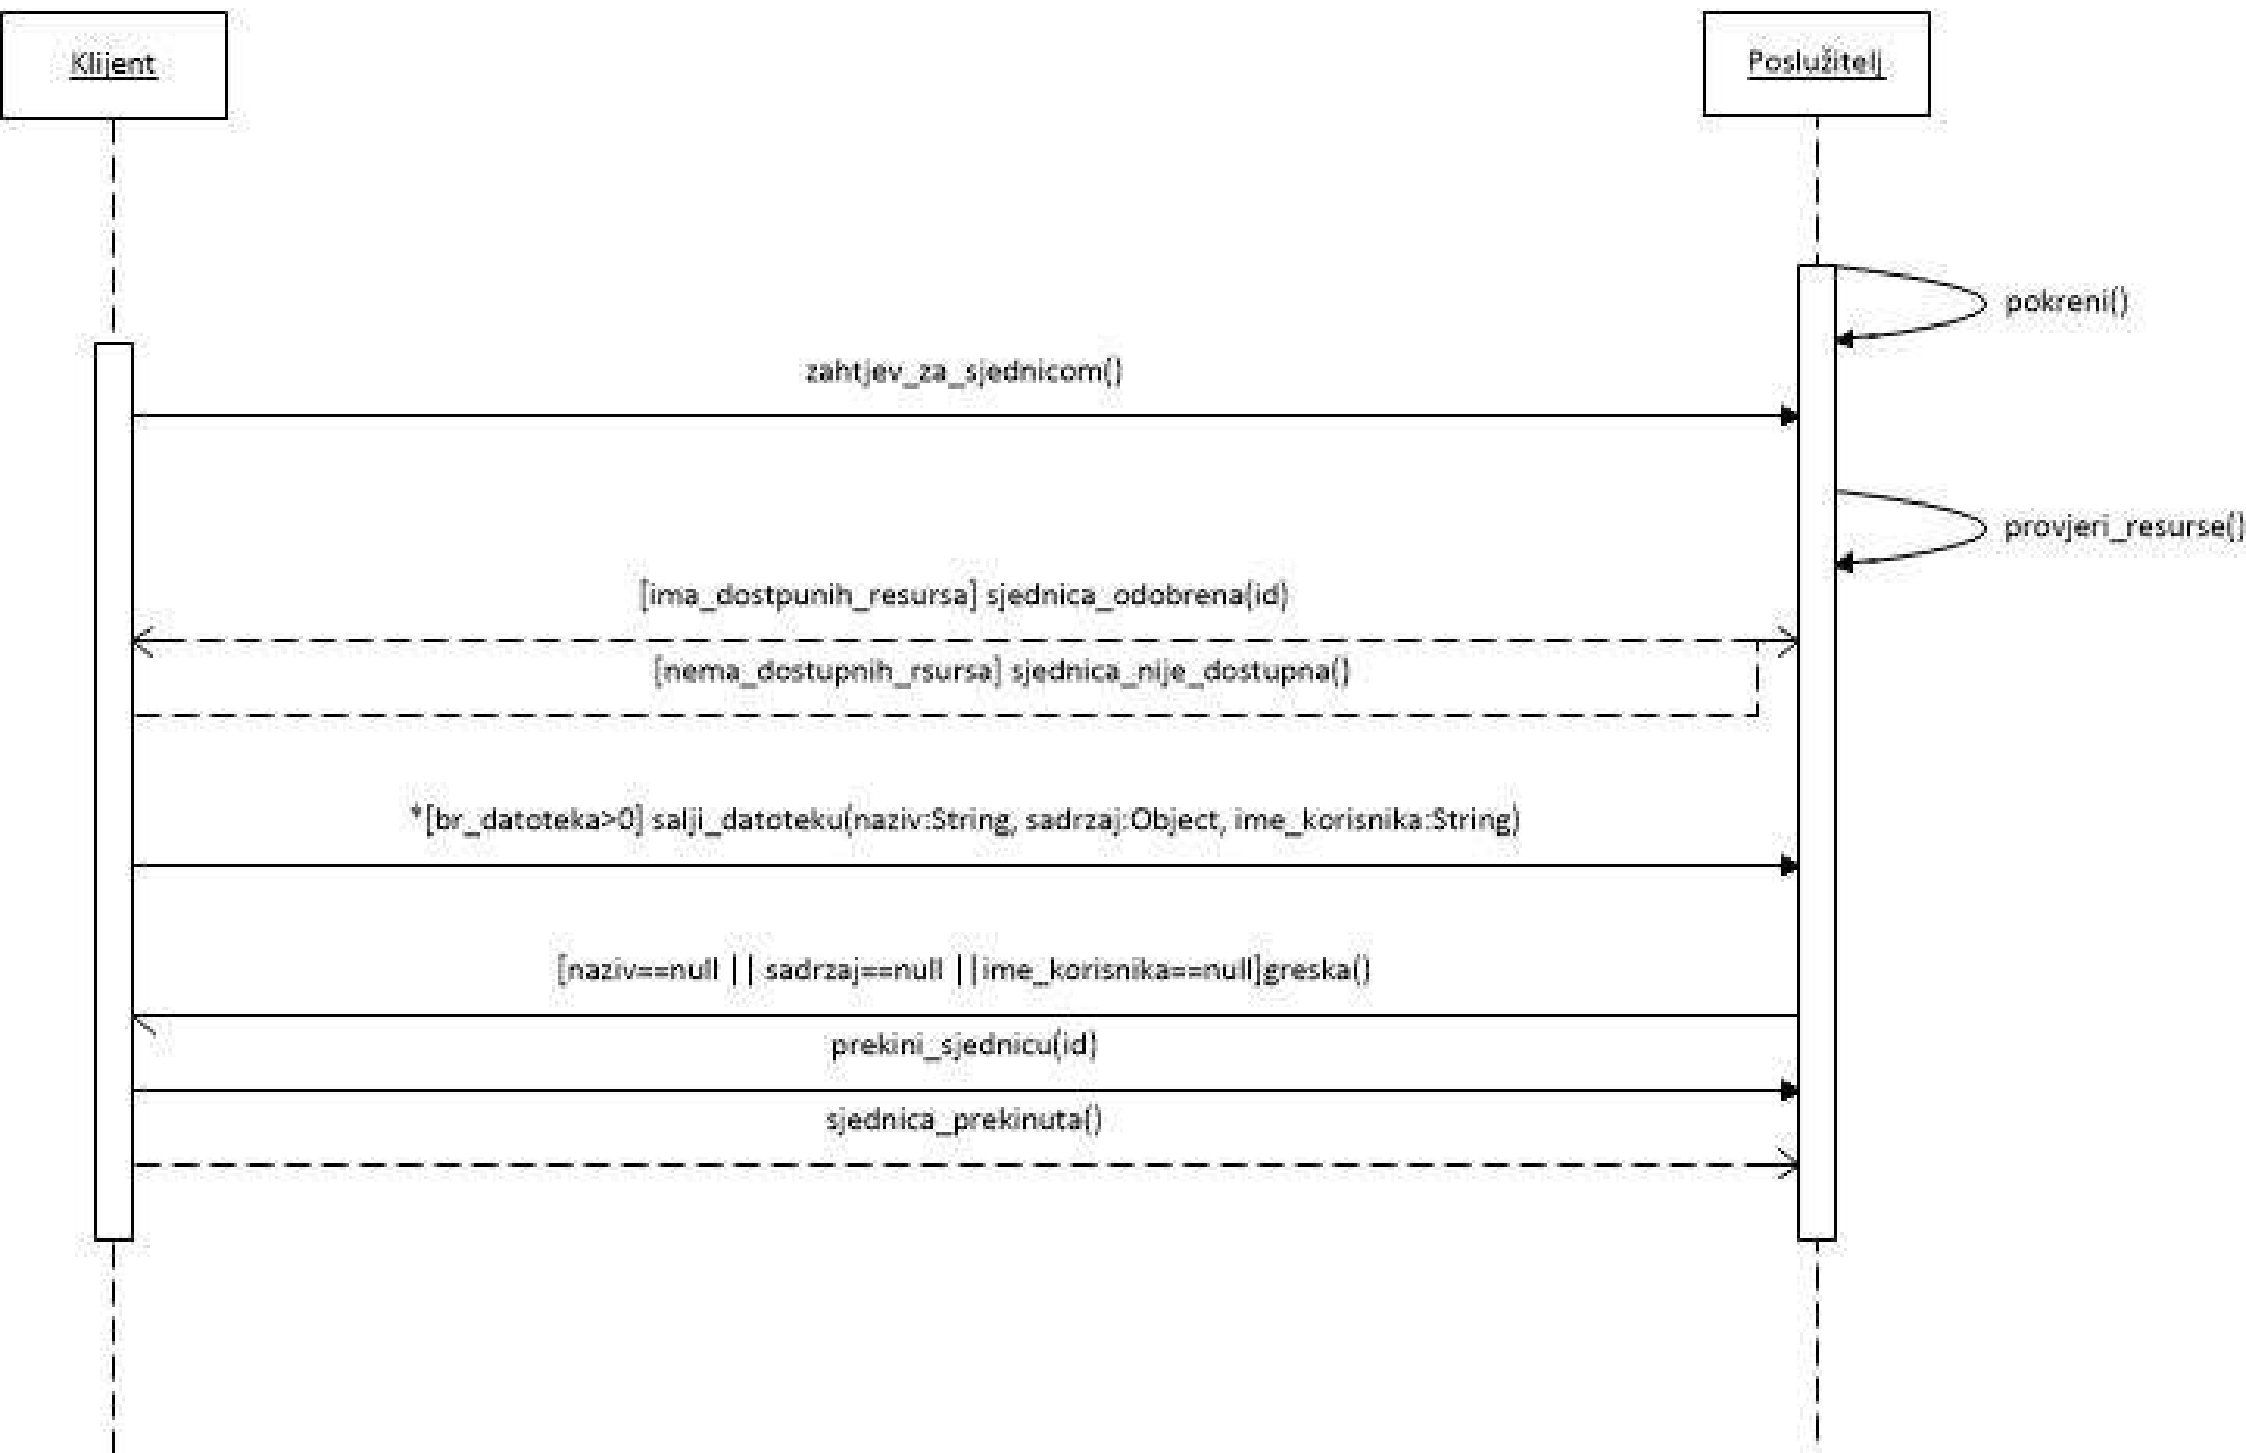 Klijent
Poslužitelj
pokreni()
zahtjev_za_sjednicom()
provjeri_resurse()
[ima_dostpunih_resursa] sjednica_odobrena(id)
[nema_dostupnih_rsursa] sjednica_nije_dostupna()
*[br_datoteka>0] salji_datoteku(naziv:String, sadrzaj:Object, ime_korisnika:String)
[naziv==null || sadrzaj==null ||ime_korisnika==null]greska()
prekini_sjednicu(id)
sjednica_prekinuta()